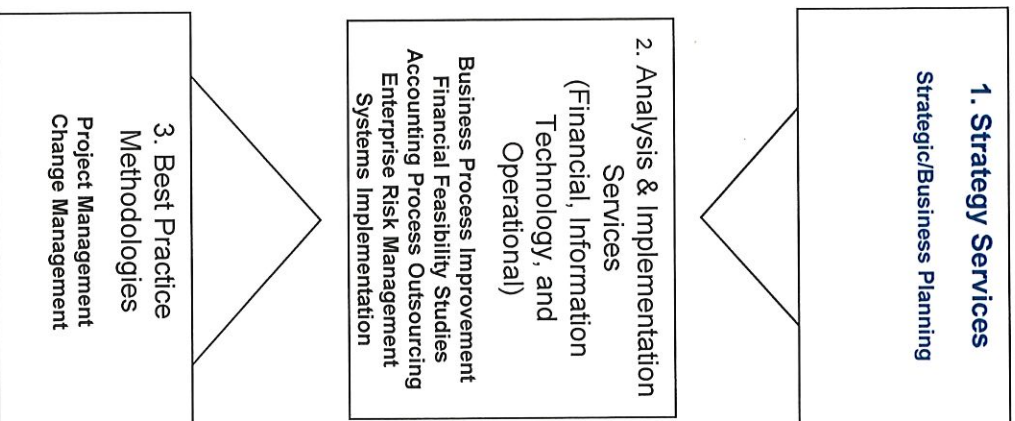 1. Strategy Services
Strategic/Business Planning
2. Analysis & Implementation
Services
(Financial, Information
Technology, and
Operational)
Business Process Improvement
Financial Feasibility Studies
Accounting Process Outsourcing
Enterprise Risk Management
Systems Implementation
3. Best Practice
Methodologies
Project Management
Change Management